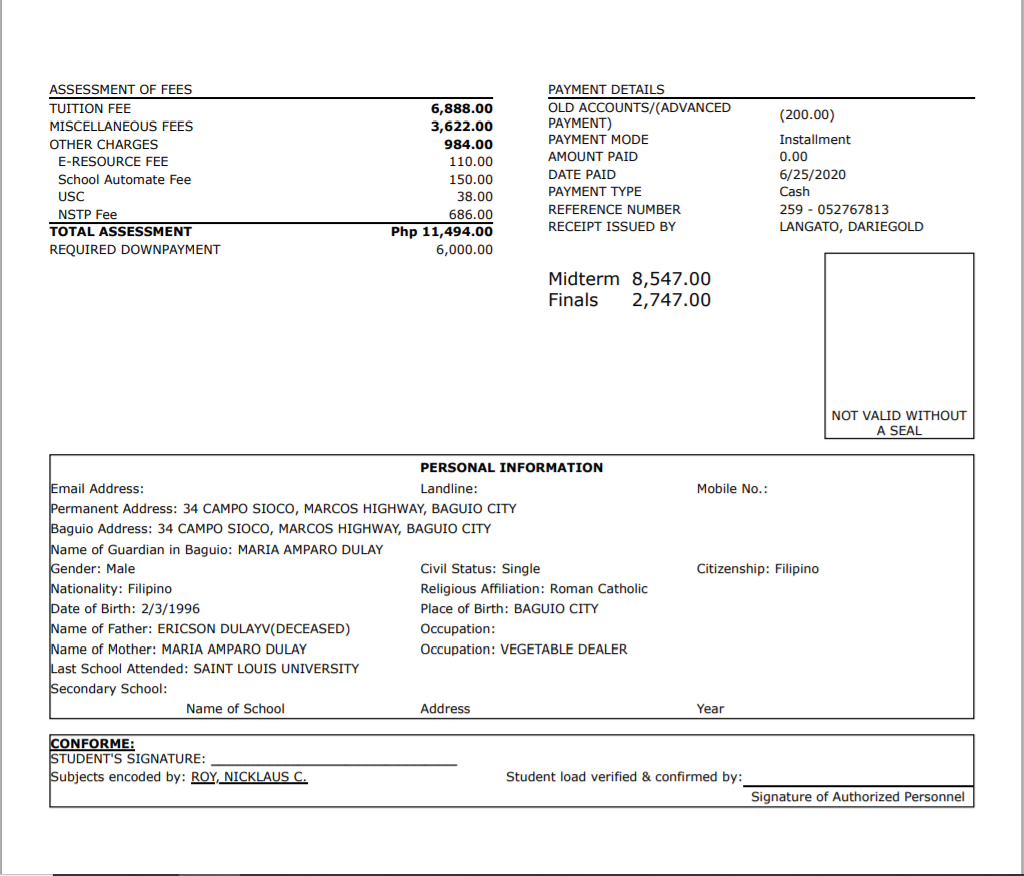 ASSESSMENT OF FEES
TUITION FEE 6,888.00
MISCELLANEOUS FEES 3,622.00
OTHER CHARGES 984.00
E-RESOURCE FEE 110.00
School Automate Fee 150.00
USC 38.00
NSTP Fee 686.00
TOTAL ASSESSMENT Php 11,494.00
REQUIRED DOWNPAYMENT 6,000.00
PAYMENT DETAILS
OLD ACCOUNTS/(ADVANCED
PAYMENT) (200.00)
PAYMENT MODE Installment
AMOUNT PAID 0.00
DATE PAID 6/25/2020
PAYMENT TYPE Cash
REFERENCE NUMBER 259 - 052767813
RECEIPT ISSUED BY LANGATO, DARIEGOLD
Midterm 8,547.00
Finals 2,747.00
NOT VALID WITHOUT
A SEAL
PERSONAL INFORMATION
Email Address: Landline: Mobile No.:
Permanent Address: 34 CAMPO SIOCO, MARCOS HIGHWAY, BAGUIO CITY
Baguio Address: 34 CAMPO SIOCO, MARCOS HIGHWAY, BAGUIO CITY
Name of Guardian in Baguio: MARIA AMPARO DULAY
Gender: Male Civil Status: Single Citizenship: Filipino
Nationality: Filipino Religious Affiliation: Roman Catholic
Date of Birth: 2/3/1996 Place of Birth: BAGUIO CITY
Name of Father: ERICSON DULAYV(DECEASED) Occupation:
Name of Mother: MARIA AMPARO DULAY Occupation: VEGETABLE DEALER
Last School Attended: SAINT LOUIS UNIVERSITY
Secondary School:
Name of School Address Year
CONFORME:
STUDENT'S SIGNATURE:
Subjects encoded by: ROY, NICKLAUS C. Student load verified & confirmed by:
Signature of Authorized Personnel